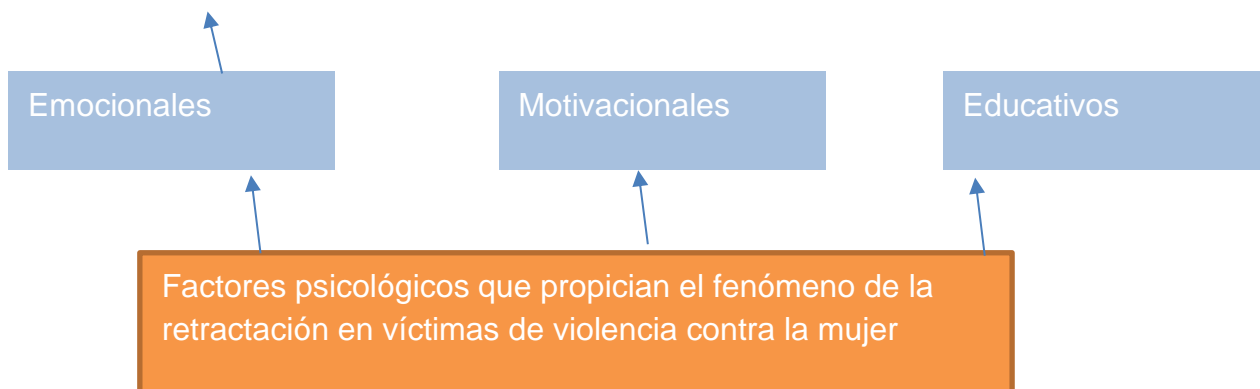 Emocionales
Motivacionales
Educativos
Factores psicológicos que propician el fenómeno de la
retractación en víctimas de violencia contra la mujer